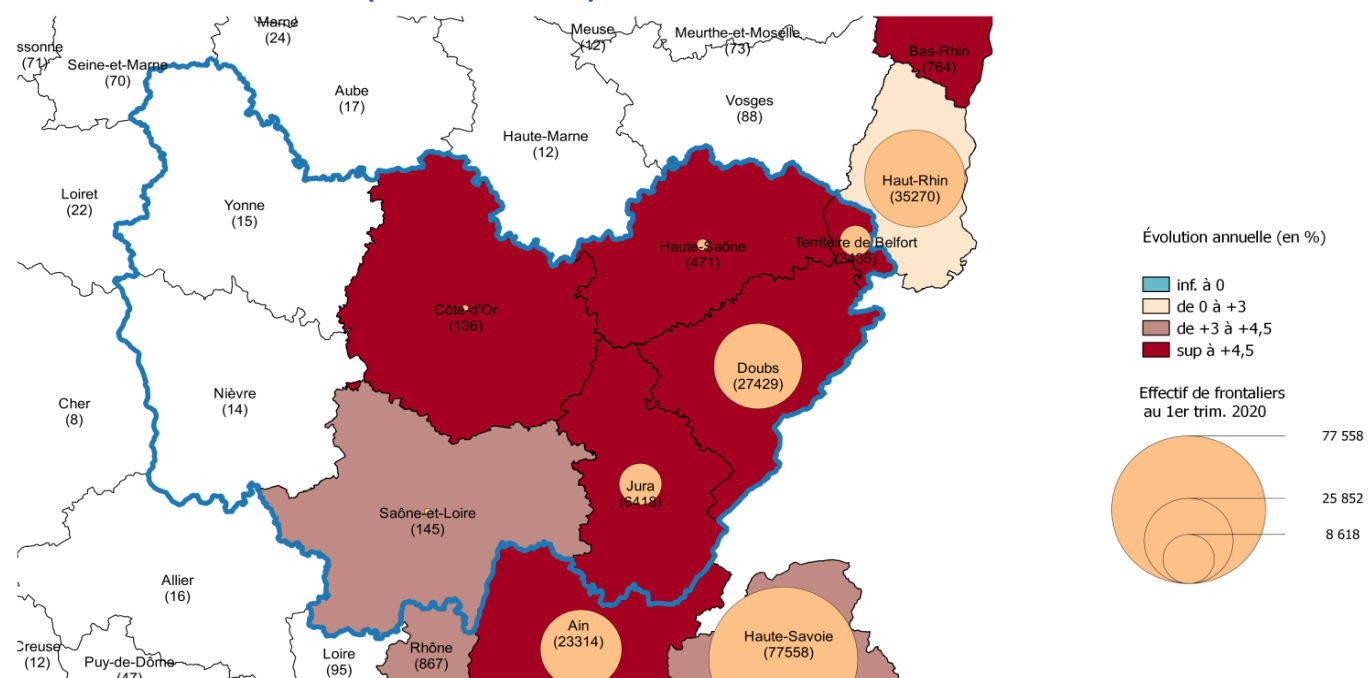 Marne
(24)
Meuse
(12)
Meurthe-et-Moselle
(73)
ssonne
(71)
Seine-et-Marne
(70)
Bas-Rhin
(764)
Aube
(17)
Vosges
(88)
Haute-Marne
(12)
Haut-Rhin
(35270)
Loiret
(22)
Yonne
(15)
Haute-Saône
(471)
Territoire de Belfort
(3435)
Côte-d'Or
(136)
Doubs
(27429)
Nièvre
(14)
Cher
(8)
Jura
(6418)
Saône-et-Loire
(145)
Allier
(16)
Ain
(23314)
Haute-Savoie
(77558)
Creuse
(12)
Puy-de-Dôme
(47)
Loire
(95)
Rhône
(867)
Évolution annuelle (en %)
inf. à 0
de 0 à +3
de +3 à +4,5
sup à +4,5
Effectif de frontaliers
au 1er trim. 2020
77 558
25 852
8 618